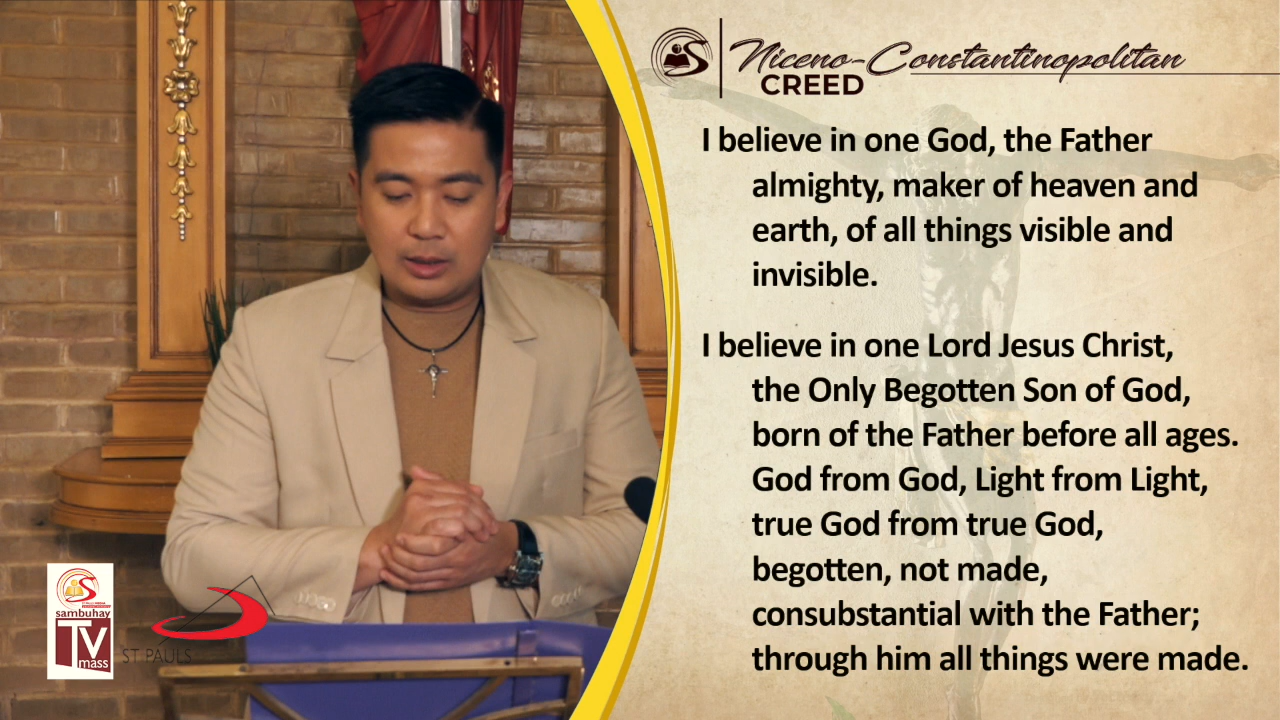 Niceno-Constantinopolitan
CREED
I believe in one God, the Father
almighty, maker of heaven and
earth, of all things visible and
invisible.
I believe in one Lord Jesus Christ,
the Only Begotten Son of God,
born of the Father before all ages.
God from God, Light from Light,
true God from true God,
begotten, not made,
consubstantial with the Father;
through him all things were made.
sambuhay
TV
mass
ST PAULS